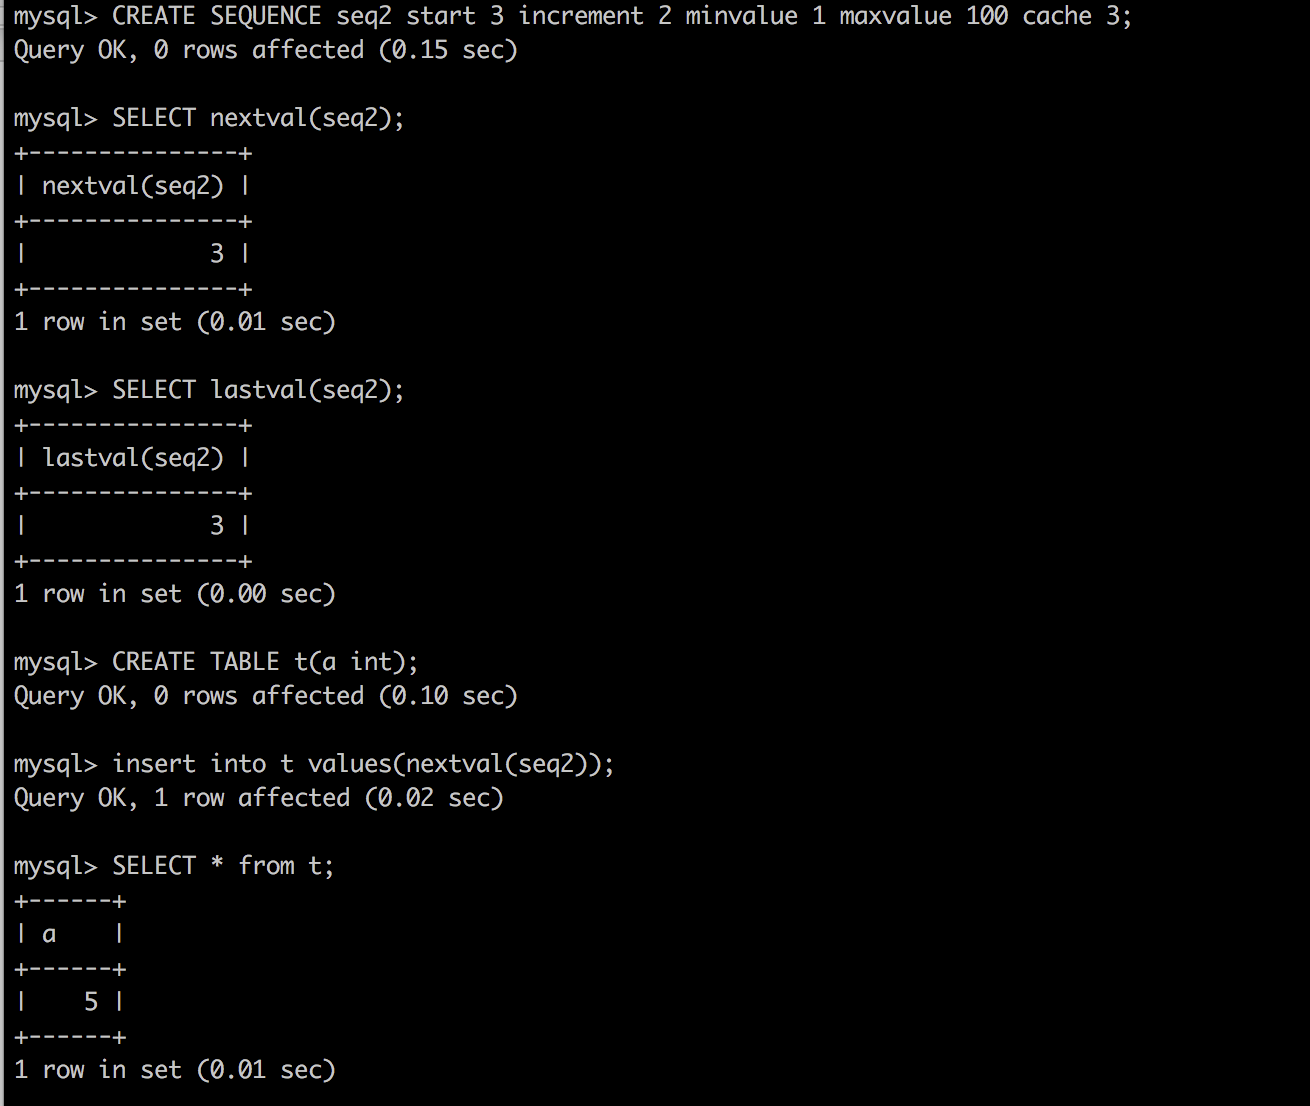 mysql> CREATE SEQUENCE seq2 start 3 increment 2 minvalue 1 maxvalue 100 cache 3;
Query OK, 0 rows affected (0.15 sec)

mysql> SELECT nextval(seq2);
+---------------+
| nextval(seq2) |
+---------------+
|             3 |
+---------------+
1 row in set (0.01 sec)

mysql> SELECT lastval(seq2);
+---------------+
| lastval(seq2) |
+---------------+
|             3 |
+---------------+
1 row in set (0.00 sec)

mysql> CREATE TABLE t(a int);
Query OK, 0 rows affected (0.10 sec)

mysql> insert into t values(nextval(seq2));
Query OK, 1 row affected (0.02 sec)

mysql> SELECT * from t;
+------+
| a    |
+------+
|    5 |
+------+
1 row in set (0.01 sec)